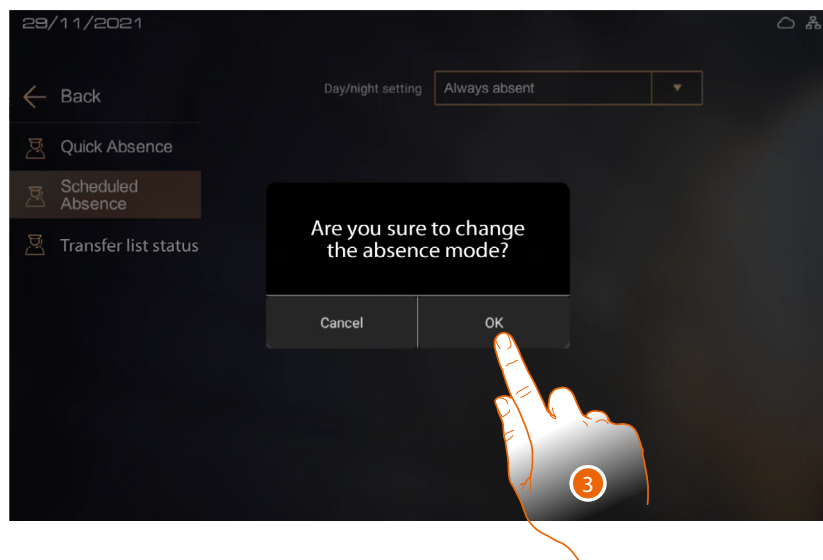 29/11/2021
Day/night setting
Always absent
Back
Quick Absence
Scheduled
Absence
Transfer list status
Are you sure to change
the absence mode?
Cancel
OK
3